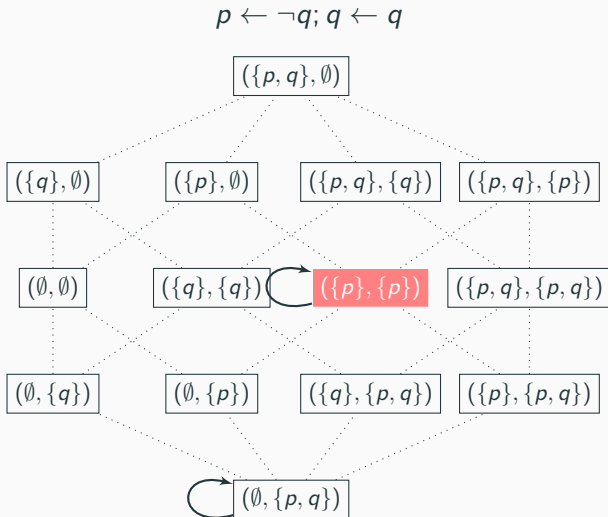 p ← ¬q; q ← q
({p, q}, ∅)
({q}, ∅) ({p}, ∅) ({p, q}, {q}) ({p, q}, {p})
(∅, ∅) ({q}, {q}) ({p}, {p}) ({p, q}, {p, q})
(∅, {q}) (∅, {p}) ({q}, {p, q}) ({p}, {p, q})
(∅, {p, q})